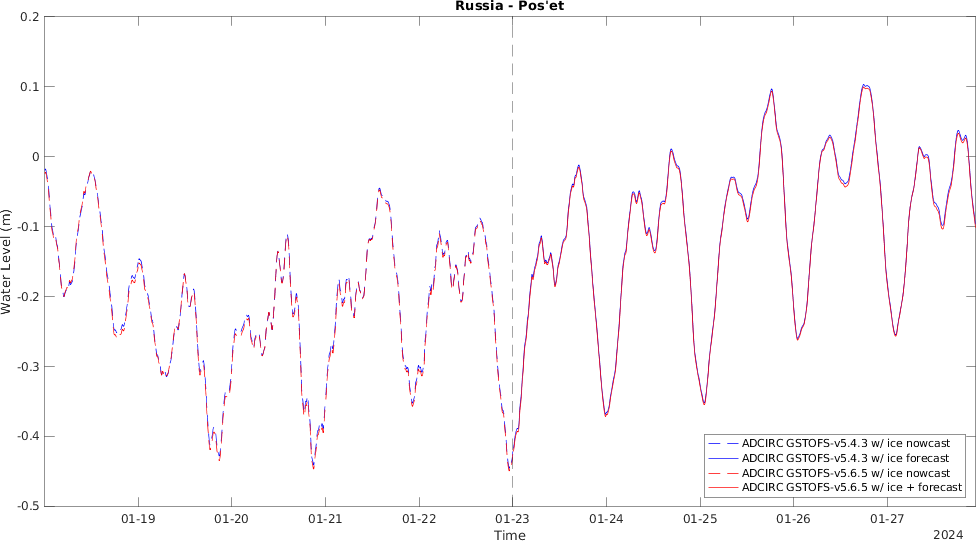 Russia - Pos'et
0.2
0.1
0
-0.1
-0.2
-0.3
-0.4
-0.5
Water Level (m)
01-19 01-20 01-21 01-22 01-23 01-24 01-25 01-26 01-27
Time
2024
ADCIRC GSTOFS-v5.4.3 w/ ice nowcast
ADCIRC GSTOFS-v5.4.3 w/ ice forecast
ADCIRC GSTOFS-v5.6.5 w/ ice nowcast
ADCIRC GSTOFS-v5.6.5 w/ ice + forecast